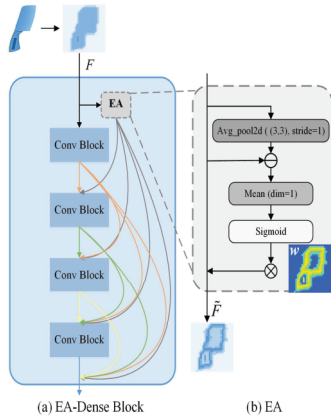 F
EA
Conv Block
Conv Block
Conv Block
Conv Block
(a) EA-Dense Block
Avg_pool2d ( (3,3), stride=1)
Mean (dim=1)
Sigmoid
w
F̃
(b) EA